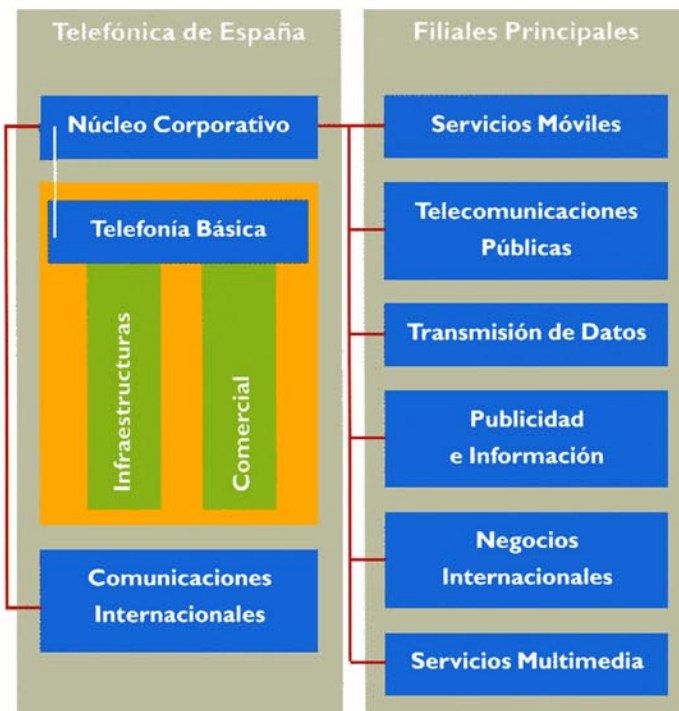 Telefónica de España
Núcleo Corporativo
Telefonía Básica
Infraestructuras
Comercial
Comunicaciones
Internacionales
Filiales Principales
Servicios Móviles
Telecomunicaciones
Públicas
Transmisión de Datos
Publicidad
e Información
Negocios
Internacionales
Servicios Multimedia